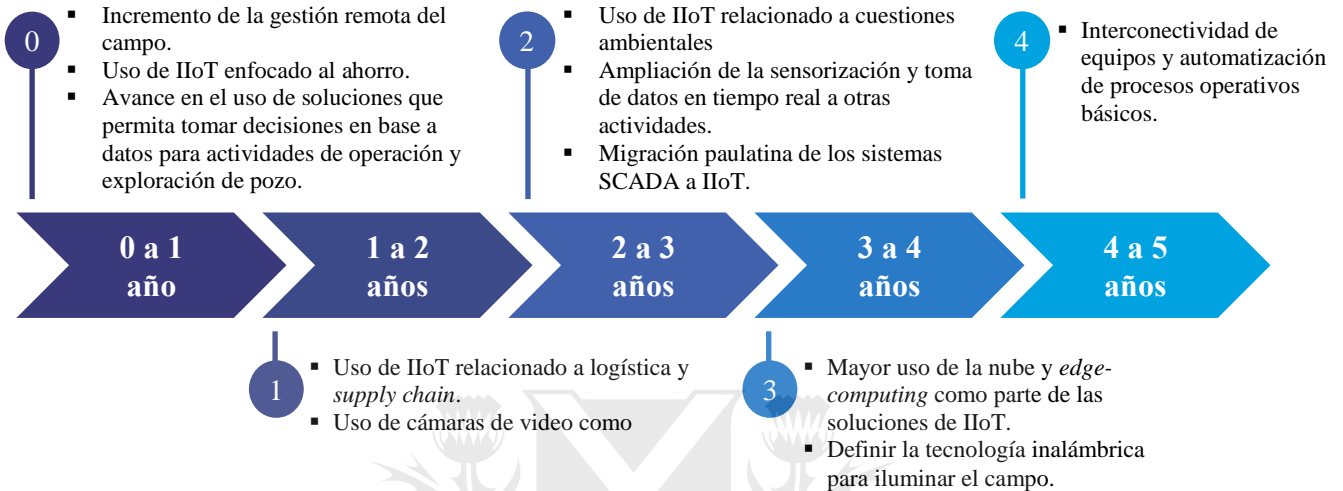 0
▪ Incremento de la gestión remota del
campo.
▪ Uso de IIoT enfocado al ahorro.
▪ Avance en el uso de soluciones que
permita tomar decisiones en base a
datos para actividades de operación y
exploración de pozo.
2
▪ Uso de IIoT relacionado a cuestiones
ambientales
▪ Ampliación de la sensorización y toma
de datos en tiempo real a otras
actividades.
▪ Migración paulatina de los sistemas
SCADA a IIoT.
4
▪ Interconectividad de
equipos y automatización
de procesos operativos
básicos.
0 a 1
año
1 a 2
años
2 a 3
años
3 a 4
años
4 a 5
años
1
▪ Uso de IIoT relacionado a logística y
supply chain.
▪ Uso de cámaras de video como
3
▪ Mayor uso de la nube y edge-
computing como parte de las
soluciones de IIoT.
▪ Definir la tecnología inalámbrica
para iluminar el campo.